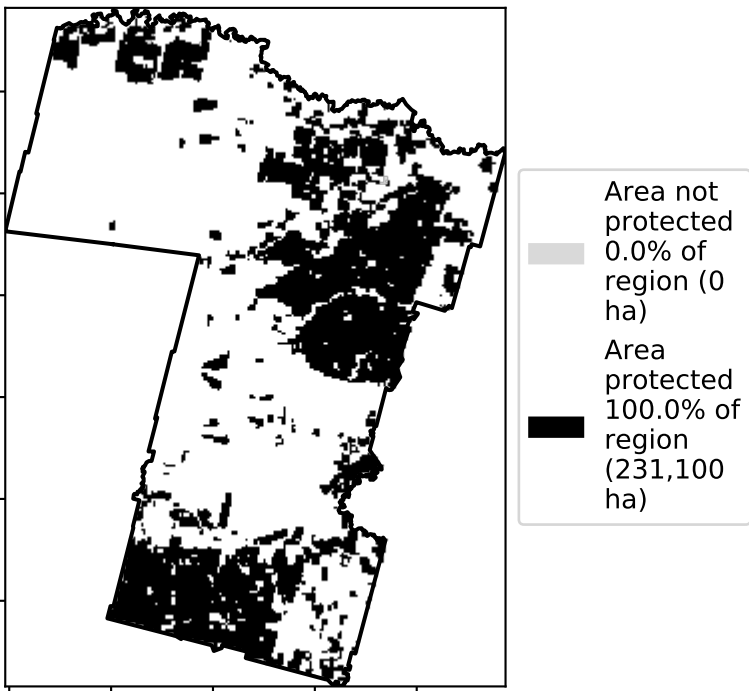 Area not
protected
0.0% of
region (0
ha)
Area
protected
100.0% of
region
(231,100
ha)